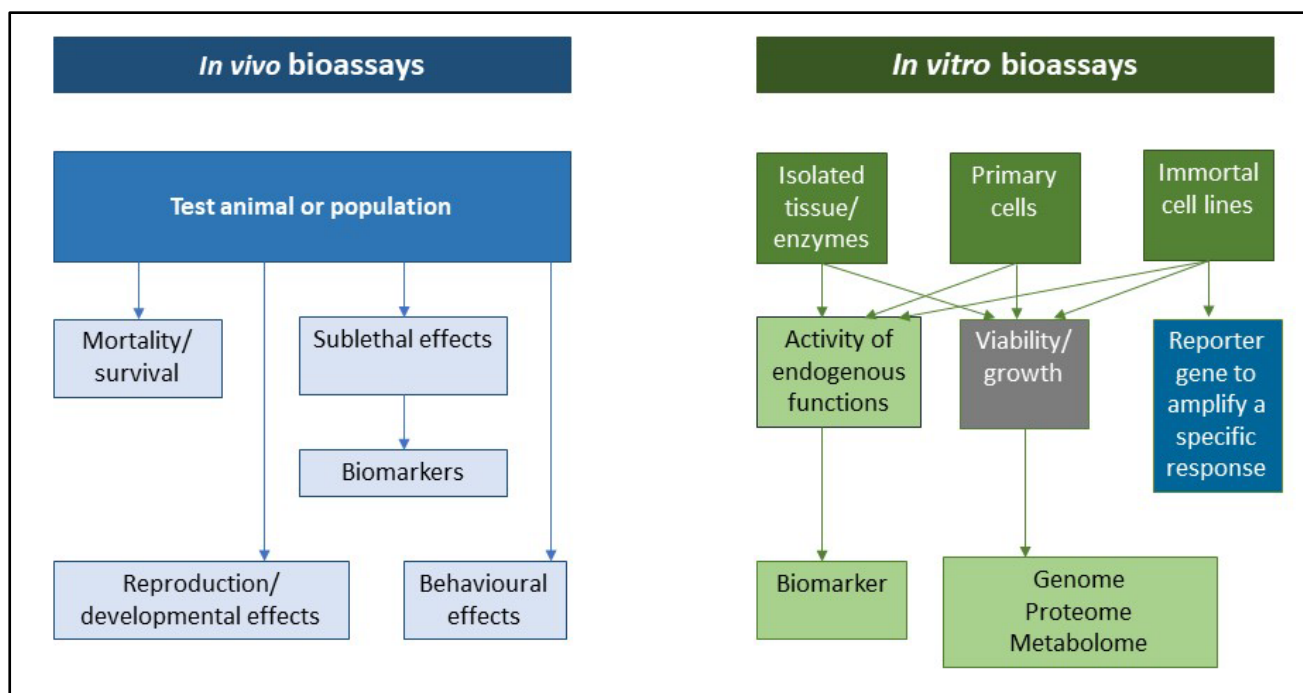 In vivo bioassays
Test animal or population
Mortality/
survival
Sublethal effects
Biomarkers
Reproduction/
developmental effects
Behavioural
effects
In vitro bioassays
Isolated
tissue/
enzymes
Primary
cells
Immortal
cell lines
Activity of
endogenous
functions
Viability/
growth
Reporter
gene to
amplify a
specific
response
Biomarker
Genome
Proteome
Metabolome